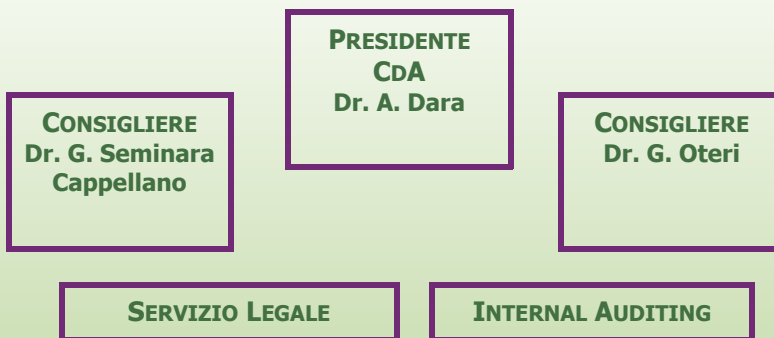 PRESIDENTE
CDA
Dr. A. Dara
CONSIGLIERE
Dr. G. Seminara
Cappellano
CONSIGLIERE
Dr. G. Oteri
SERVIZIO LEGALE
INTERNAL AUDITING